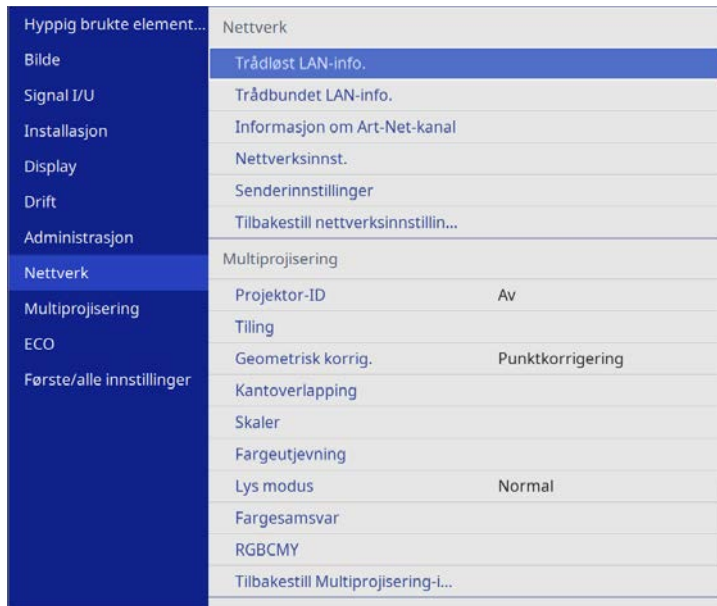 Hyppig brukte element...
Bilde
Signal I/U
Installasjon
Display
Drift
Administrasjon
Nettverk
Multiprojisering
ECO
Første/alle innstillinger
Nettverk
Trådløst LAN-info.
Trådbundet LAN-info.
Informasjon om Art-Net-kanal
Nettverksinnst.
Senderinnstillinger
Tilbakestill nettverksinnstillin...
Multiprojisering
Projektor-ID Av
Tiling
Geometrisk korrig. Punktkorrigering
Kantoverlapping
Skaler
Fargeutjevning
Lys modus Normal
Fargesamsvar
RGBCMY
Tilbakestill Multiprojisering-i...